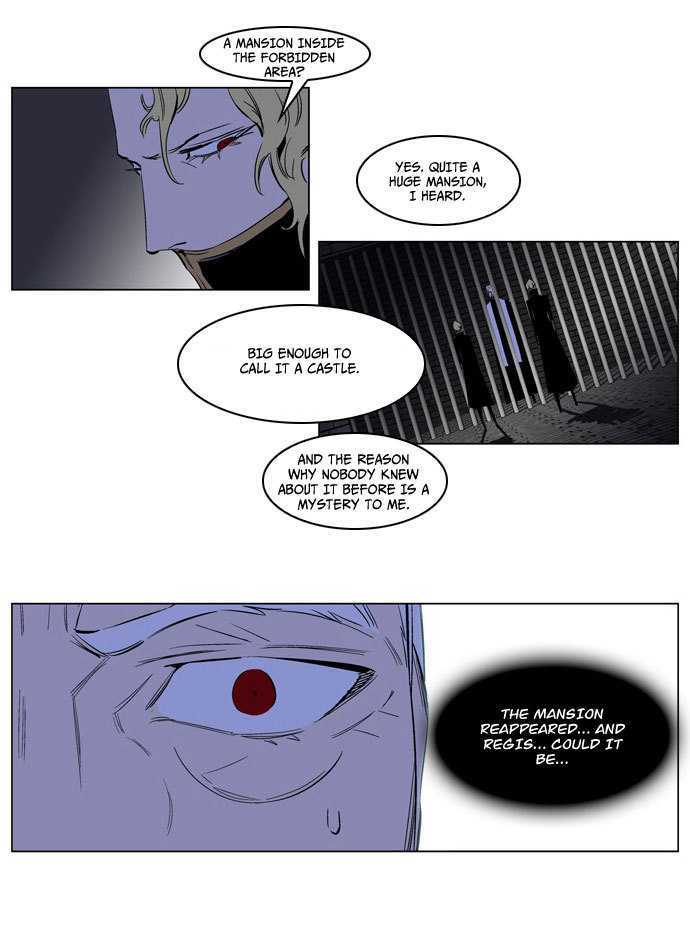 A MANSION INSIDE
THE FORBIDDEN
AREA?
YES. QUITE A
HUGE MANSION,
I HEARD.
BIG ENOUGH TO
CALL IT A CASTLE.
AND THE REASON
WHY NOBODY KNEW
ABOUT IT BEFORE IS A
MYSTERY TO ME.
THE MANSION
REAPPEARED... AND
REGIS... COULD IT
BE...